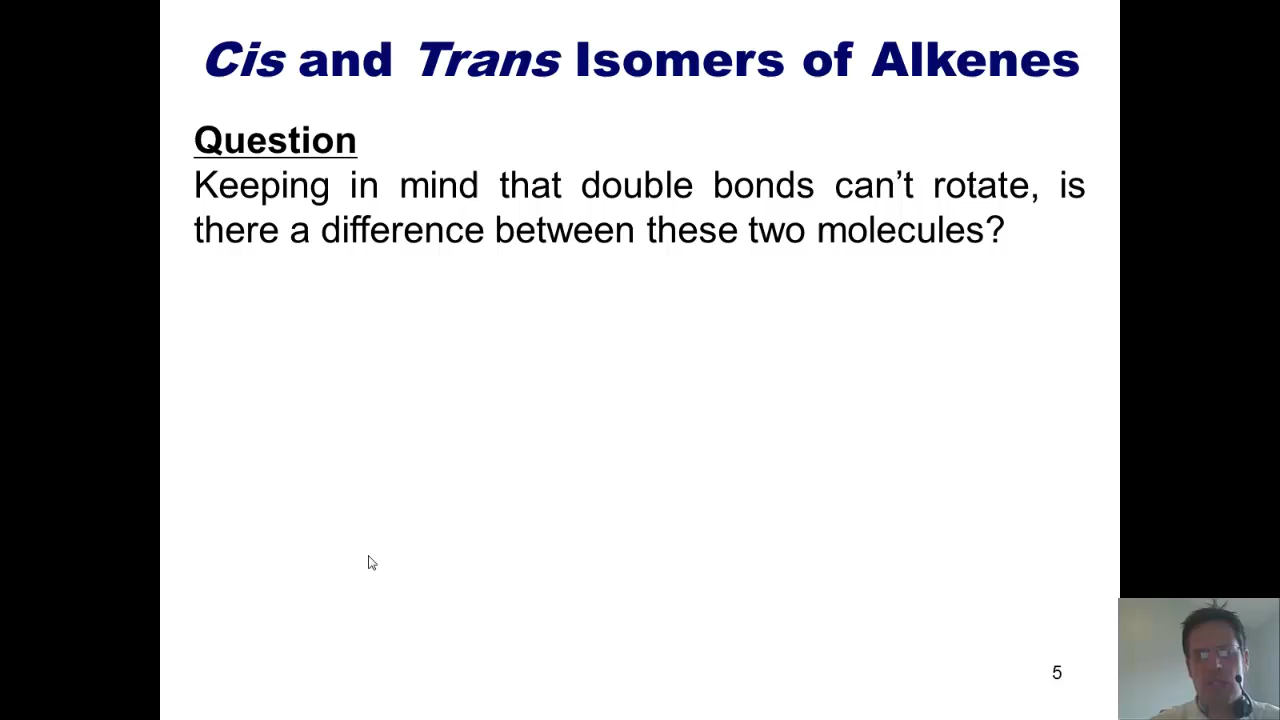 Cis and Trans Isomers of Alkenes
Question
Keeping in mind that double bonds can’t rotate, is
there a difference between these two molecules?
5